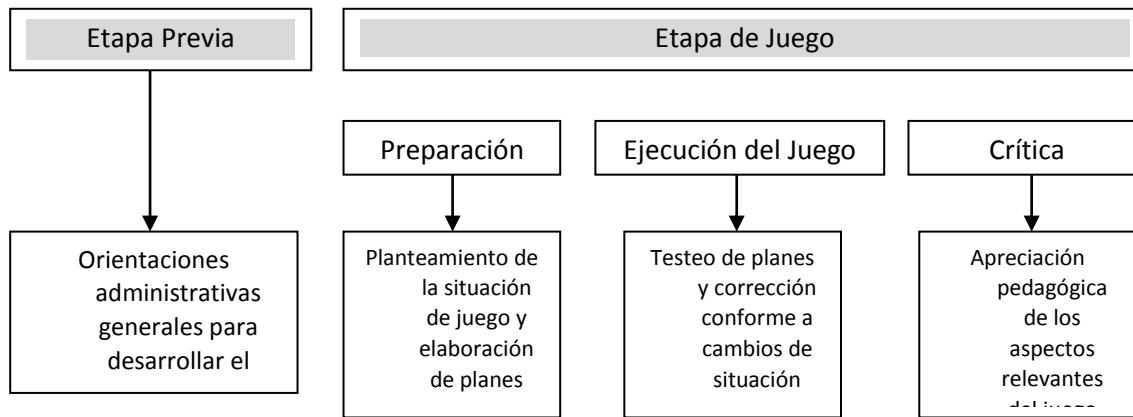 Etapa Previa
Etapa de Juego
Preparación
Ejecución del Juego
Crítica
Orientaciones
administrativas
generales para
desarrollar el
Planteamiento de
la situación
de juego y
elaboración
de planes
Testeo de planes
y corrección
conforme a
cambios de
situación
Apreciación
pedagógica
de los
aspectos
relevantes
del juego